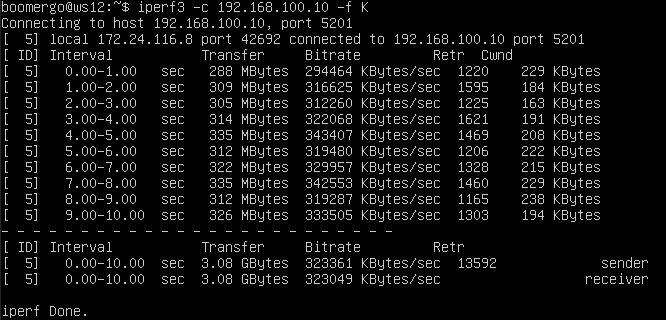 boomergo@ws12:~$ iperf3 -c 192.168.100.10 -f K
Connecting to host 192.168.100.10, port 5201
[  5] local 172.24.116.8 port 42692 connected to 192.168.100.10 port 5201
[ ID] Interval           Transfer     Bitrate         Retr  Cwnd
[  5]   0.00-1.00   sec   288 MBytes  294464 KBytes/sec  1220    229 KBytes
[  5]   1.00-2.00   sec   309 MBytes  316625 KBytes/sec  1595    184 KBytes
[  5]   2.00-3.00   sec   305 MBytes  312260 KBytes/sec  1225    163 KBytes
[  5]   3.00-4.00   sec   314 MBytes  322068 KBytes/sec  1621    191 KBytes
[  5]   4.00-5.00   sec   335 MBytes  343407 KBytes/sec  1469    208 KBytes
[  5]   5.00-6.00   sec   312 MBytes  319480 KBytes/sec  1206    222 KBytes
[  5]   6.00-7.00   sec   322 MBytes  329957 KBytes/sec  1328    215 KBytes
[  5]   7.00-8.00   sec   335 MBytes  342553 KBytes/sec  1460    229 KBytes
[  5]   8.00-9.00   sec   312 MBytes  319287 KBytes/sec  1165    238 KBytes
[  5]   9.00-10.00  sec   326 MBytes  333505 KBytes/sec  1303    194 KBytes
- - - - - - - - - - - - - - - - - - - - - - - - -
[ ID] Interval           Transfer     Bitrate         Retr
[  5]   0.00-10.00  sec  3.08 GBytes  323361 KBytes/sec  13592             sender
[  5]   0.00-10.00  sec  3.08 GBytes  323049 KBytes/sec                  receiver

iperf Done.